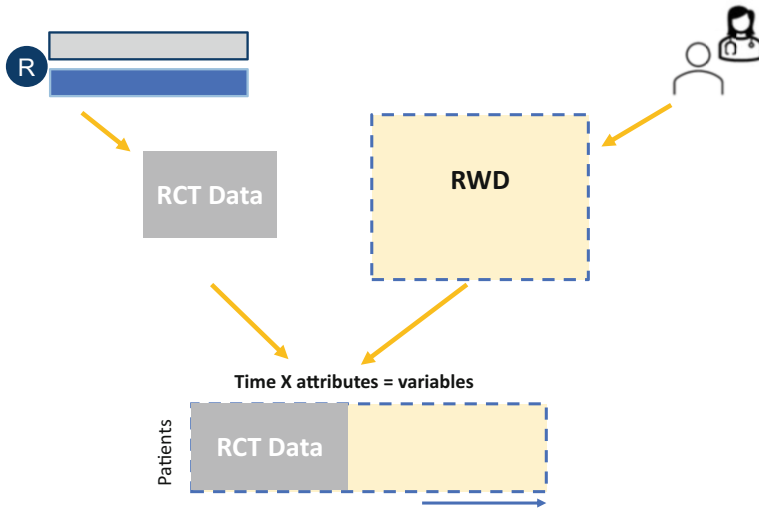 R
RCT Data
RWD
Time X attributes = variables
Patients
RCT Data